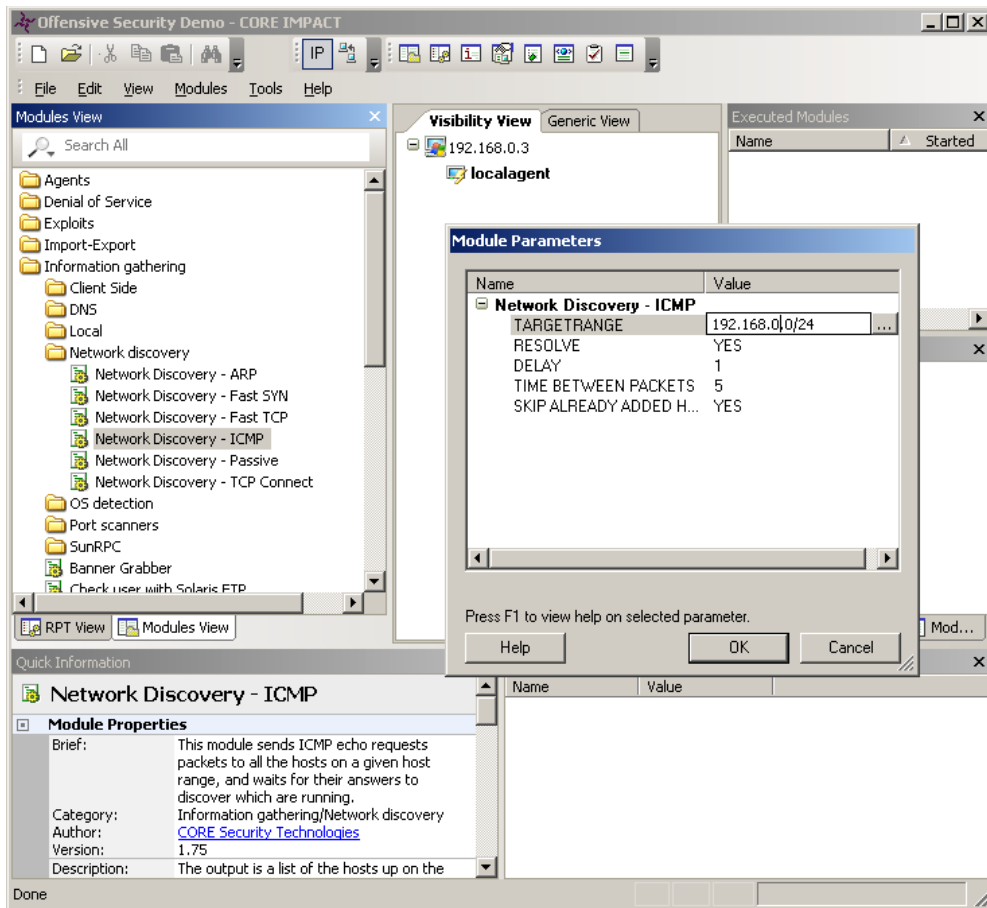 Offensive Security Demo - CORE IMPACT
IP
File Edit View Modules Tools Help
Modules View
Search All
Agents
Denial of Service
Exploits
Import-Export
Information gathering
Client Side
DNS
Local
Network discovery
Network Discovery - ARP
Network Discovery - Fast SYN
Network Discovery - Fast TCP
Network Discovery - ICMP
Network Discovery - Passive
Network Discovery - TCP Connect
OS detection
Port scanners
SunRPC
Banner Grabber
Check user with Solaris FTP
RPT View Modules View
Visibility View Generic View
192.168.0.3
localagent
Executed Modules
Name Started
Module Parameters
Name Value
Network Discovery - ICMP
TARGETRANGE 192.168.0.0/24 ...
RESOLVE YES
DELAY 1
TIME BETWEEN PACKETS 5
SKIP ALREADY ADDED H... YES
Press F1 to view help on selected parameter.
Help OK Cancel
Mod...
Quick Information
Network Discovery - ICMP
Module Properties
Brief: This module sends ICMP echo requests
packets to all the hosts on a given host
range, and waits for their answers to
discover which are running.
Category: Information gathering/Network discovery
Author: CORE Security Technologies
Version: 1.75
Description: The output is a list of the hosts up on the
Name Value
Done